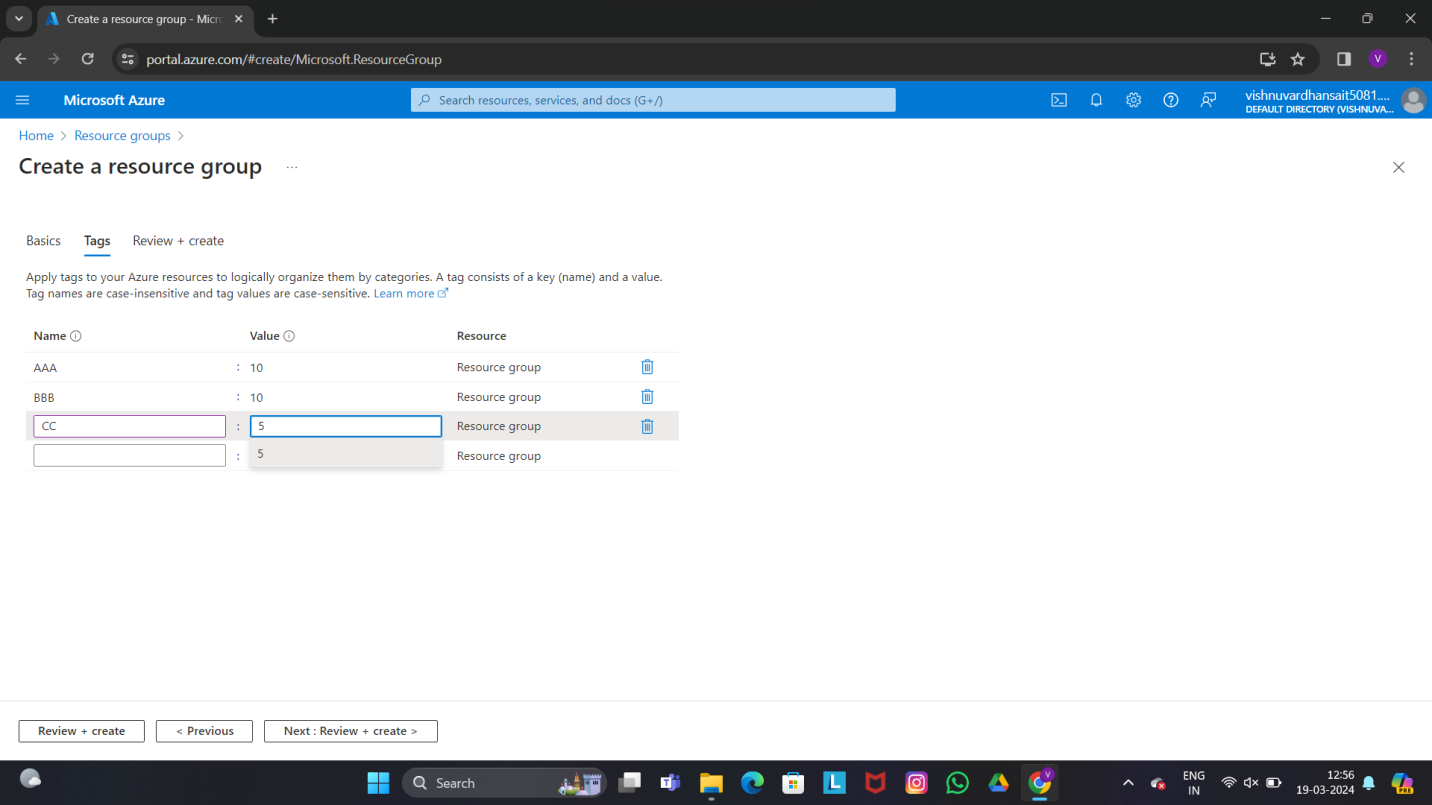 Create a resource group - Micr
portal.azure.com/#create/Microsoft.ResourceGroup
V
Microsoft Azure
Search resources, services, and docs (G+/)
vishnuvardhansait5081....
DEFAULT DIRECTORY (VISHNUVA...
Home > Resource groups >
Create a resource group ...
Basics Tags Review + create
Apply tags to your Azure resources to logically organize them by categories. A tag consists of a key (name) and a value.
Tag names are case-insensitive and tag values are case-sensitive. Learn more
Name Value Resource
AAA : 10 Resource group
BBB : 10 Resource group
CC : 5 Resource group
: 5 Resource group
Review + create < Previous Next : Review + create >
Search
L
V
ENG
IN
12:56
19-03-2024
PRE